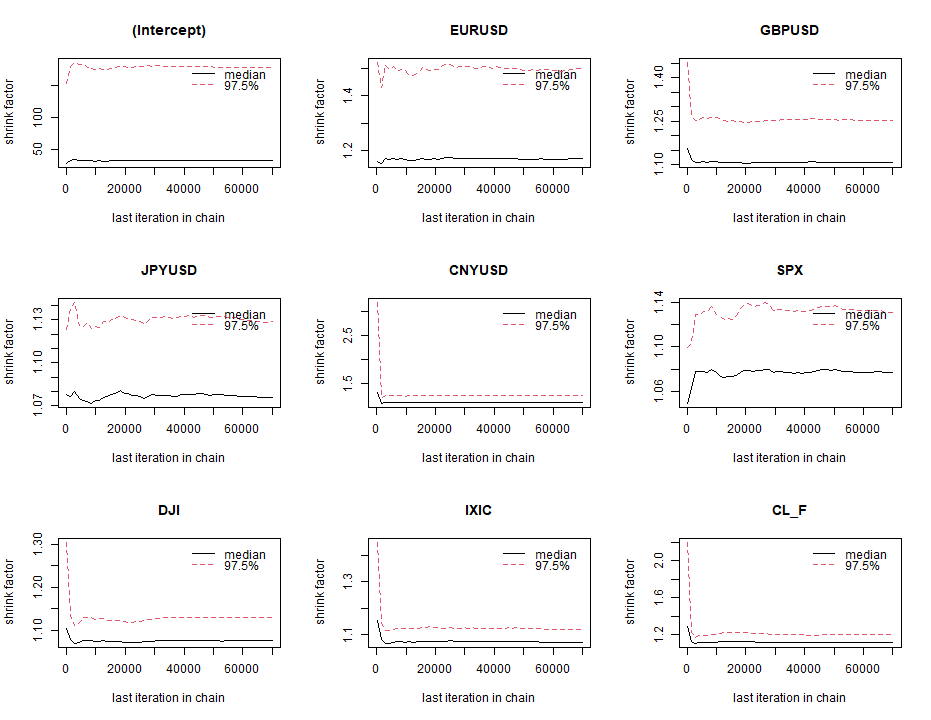 (Intercept)
shrink factor
50
100
median
97.5%
0
20000
40000
60000
last iteration in chain
EURUSD
shrink factor
1.2
1.4
median
97.5%
0
20000
40000
60000
last iteration in chain
GBPUSD
shrink factor
1.10
1.25
1.40
median
97.5%
0
20000
40000
60000
last iteration in chain
JPYUSD
shrink factor
1.07
1.10
1.13
median
97.5%
0
20000
40000
60000
last iteration in chain
CNYUSD
shrink factor
1.5
2.5
median
97.5%
0
20000
40000
60000
last iteration in chain
SPX
shrink factor
1.06
1.10
1.14
median
97.5%
0
20000
40000
60000
last iteration in chain
DJI
shrink factor
1.10
1.20
1.30
median
97.5%
0
20000
40000
60000
last iteration in chain
IXIC
shrink factor
1.1
1.3
median
97.5%
0
20000
40000
60000
last iteration in chain
CL_F
shrink factor
1.2
1.6
2.0
median
97.5%
0
20000
40000
60000
last iteration in chain